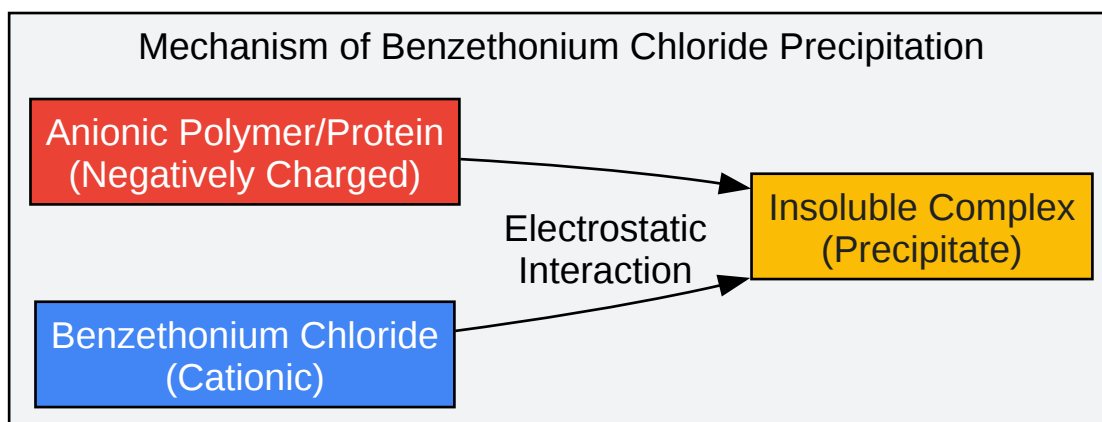 Mechanism of Benzethonium Chloride Precipitation
Anionic Polymer/Protein
(Negatively Charged)
Insoluble Complex
(Precipitate)
Electrostatic
Interaction
Benzethonium Chloride
(Cationic)